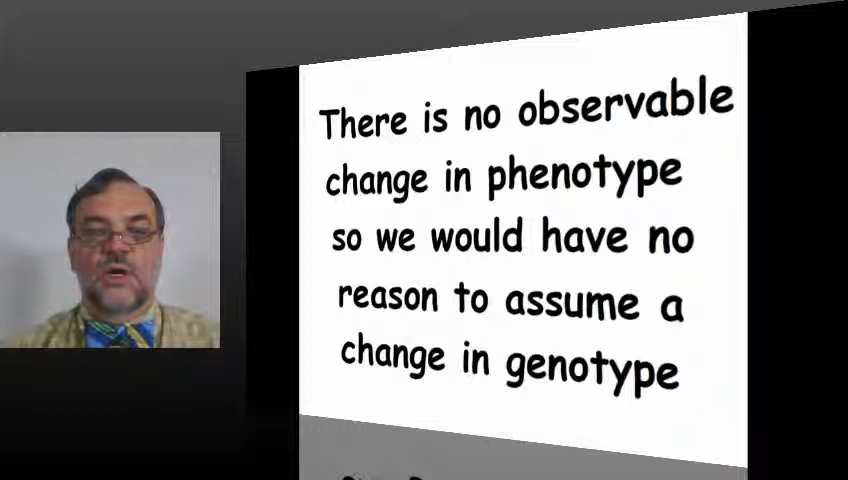 There is no observable
change in phenotype
so we would have no
reason to assume a
change in genotype